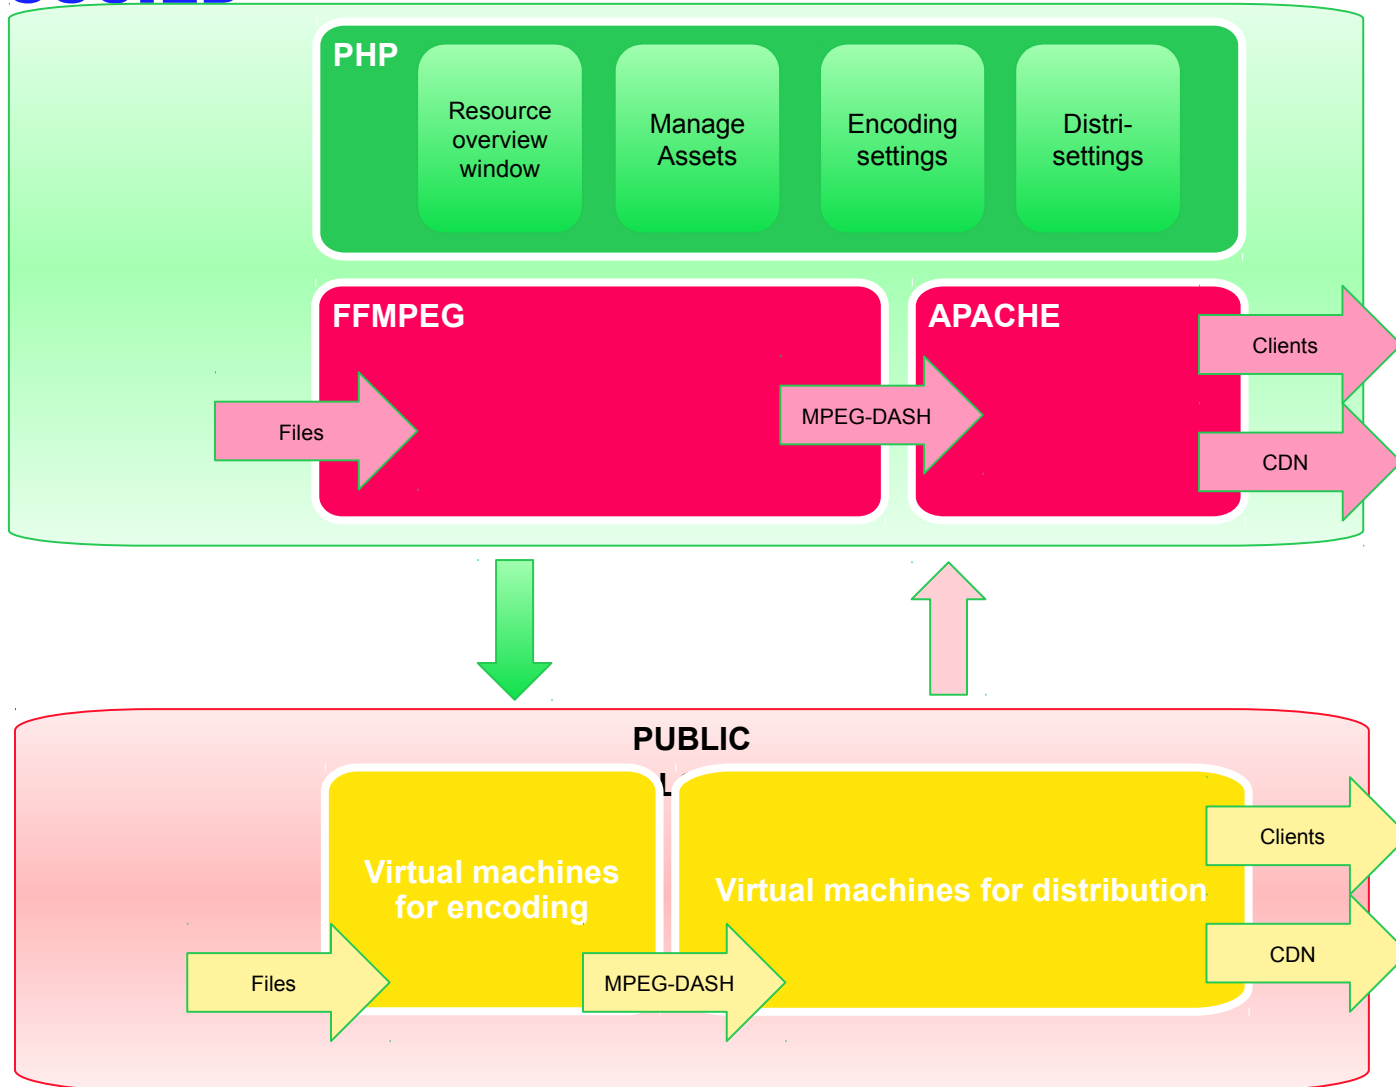 PHP
Resource
overview
window
Manage
Assets
Encoding
settings
Distri-
settings
FFMPEG
APACHE
Clients
Files
MPEG-DASH
CDN
PUBLIC
Virtual machines
for encoding
Virtual machines for distribution
Clients
Files
MPEG-DASH
CDN